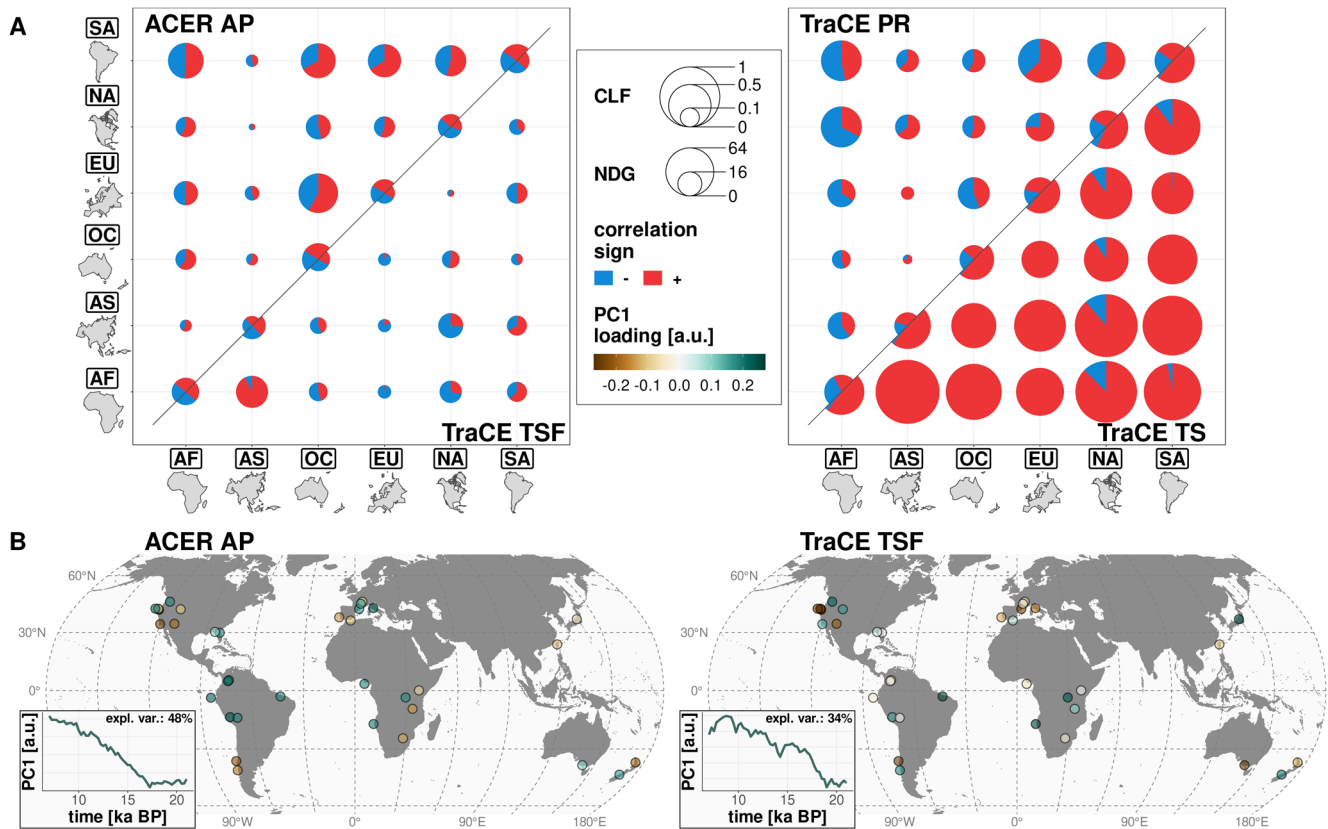 A
ACER AP
TraCE TSF
SA
NA
EU
OC
AS
AF
AF
AS
OC
EU
NA
SA
CLF
1
0.5
0.1
0
NDG
64
16
0
correlation
sign
- +
PC1
loading [a.u.]
-0.2 -0.1 0.0 0.1 0.2
TraCE PR
TraCE TS
AF
AS
OC
EU
NA
SA
B
ACER AP
60°N
30°N
0°
90°W
0°
90°E
180°E
expl. var.: 48%
PC1 [a.u.]
10 15 20
time [ka BP]
TraCE TSF
60°N
30°N
0°
90°W
0°
90°E
180°E
expl. var.: 34%
PC1 [a.u.]
10 15 20
time [ka BP]